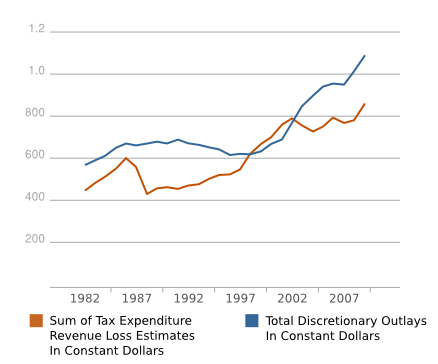 1.2
1.0
800
600
400
200
1982 1987 1992 1997 2002 2007
Sum of Tax Expenditure
Revenue Loss Estimates
In Constant Dollars
Total Discretionary Outlays
In Constant Dollars